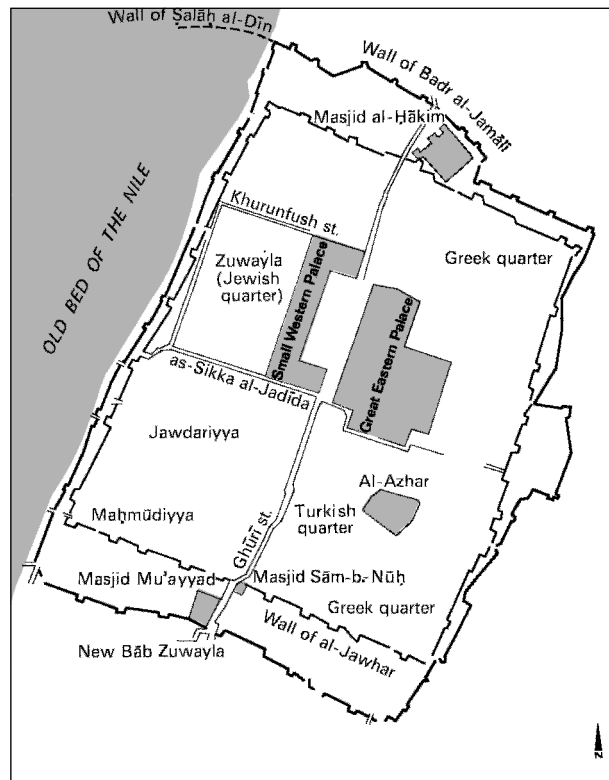 Wall of Ṣalāḥ al-Dīn
Wall of Badr al-Jamālī
Masjid al-Ḥākim
OLD BED OF THE NILE
Khurunfush st.
Zuwayla
(Jewish
quarter)
Small Western Palace
Greek quarter
Great Eastern Palace
as-Sikka al-Jadīda
Jawdariyya
Al-Azhar
Turkish
quarter
Maḥmūdiyya
Ghūrī st.
Masjid Mu'ayyad
Masjid Sām-b.-Nūḥ
Greek quarter
Wall of al-Jawhar
New Bāb Zuwayla
N